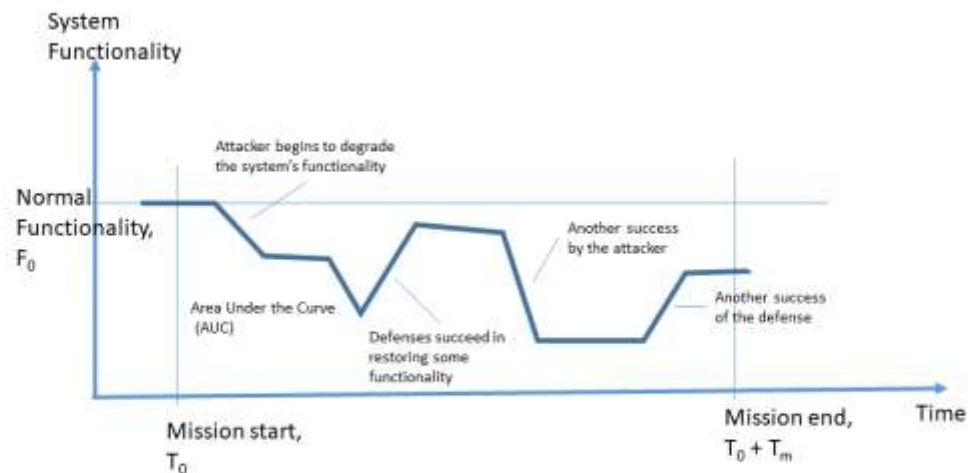 System
Functionality
Attacker begins to degrade
the system's functionality
Normal
Functionality,
F₀
Another success
by the attacker
Area Under the Curve
(AUC)
Another success
of the defense
Defenses succeed in
restoring some
functionality
Time
Mission start,
T₀
Mission end,
T₀ + Tₘ